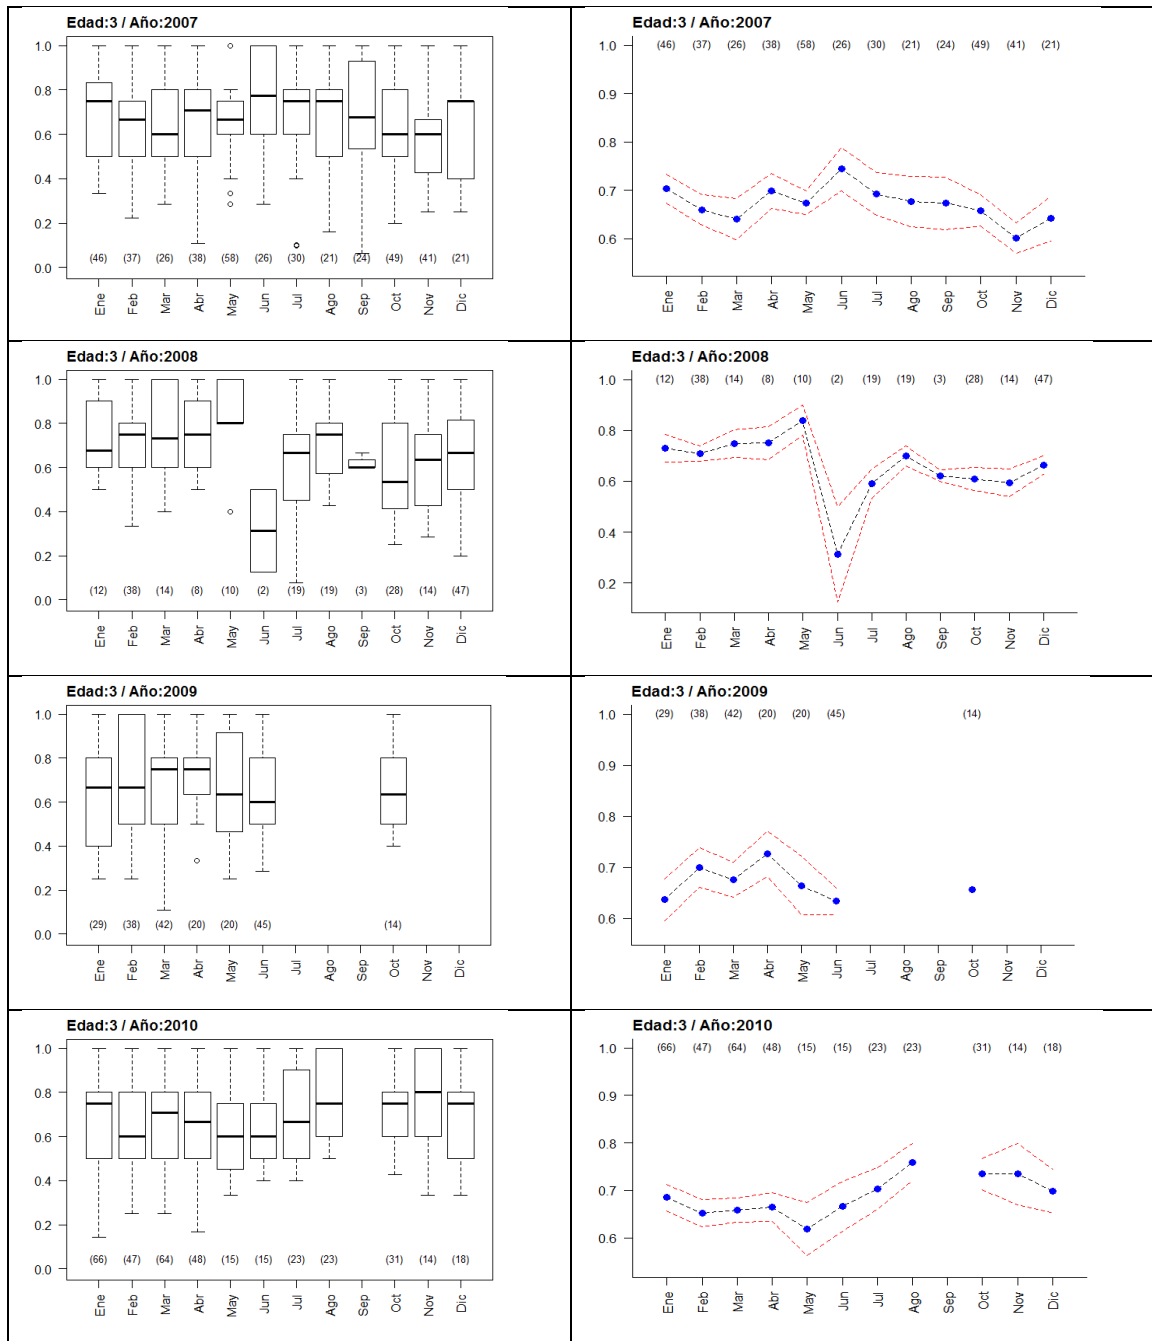 Edad:3 / Año:2007
1.0
0.8
0.6
0.4
0.2
0.0
(46) (37) (26) (38) (58) (26) (30) (21) (24) (49) (41) (21)
Ene Feb Mar Abr May Jun Jul Ago Sep Oct Nov Dic
Edad:3 / Año:2007
(46) (37) (26) (38) (58) (26) (30) (21) (24) (49) (41) (21)
1.0
0.9
0.8
0.7
0.6
Ene Feb Mar Abr May Jun Jul Ago Sep Oct Nov Dic
Edad:3 / Año:2008
1.0
0.8
0.6
0.4
0.2
0.0
(12) (38) (14) (8) (10) (2) (19) (19) (3) (28) (14) (47)
Ene Feb Mar Abr May Jun Jul Ago Sep Oct Nov Dic
Edad:3 / Año:2008
(12) (38) (14) (8) (10) (2) (19) (19) (3) (28) (14) (47)
1.0
0.8
0.6
0.4
0.2
Ene Feb Mar Abr May Jun Jul Ago Sep Oct Nov Dic
Edad:3 / Año:2009
1.0
0.8
0.6
0.4
0.2
0.0
(29) (38) (42) (20) (20) (45) (14)
Ene Feb Mar Abr May Jun Jul Ago Sep Oct Nov Dic
Edad:3 / Año:2009
(29) (38) (42) (20) (20) (45) (14)
1.0
0.9
0.8
0.7
0.6
Ene Feb Mar Abr May Jun Jul Ago Sep Oct Nov Dic
Edad:3 / Año:2010
1.0
0.8
0.6
0.4
0.2
0.0
(66) (47) (64) (48) (15) (15) (23) (23) (31) (14) (18)
Ene Feb Mar Abr May Jun Jul Ago Sep Oct Nov Dic
Edad:3 / Año:2010
(66) (47) (64) (48) (15) (15) (23) (23) (31) (14) (18)
1.0
0.9
0.8
0.7
0.6
Ene Feb Mar Abr May Jun Jul Ago Sep Oct Nov Dic